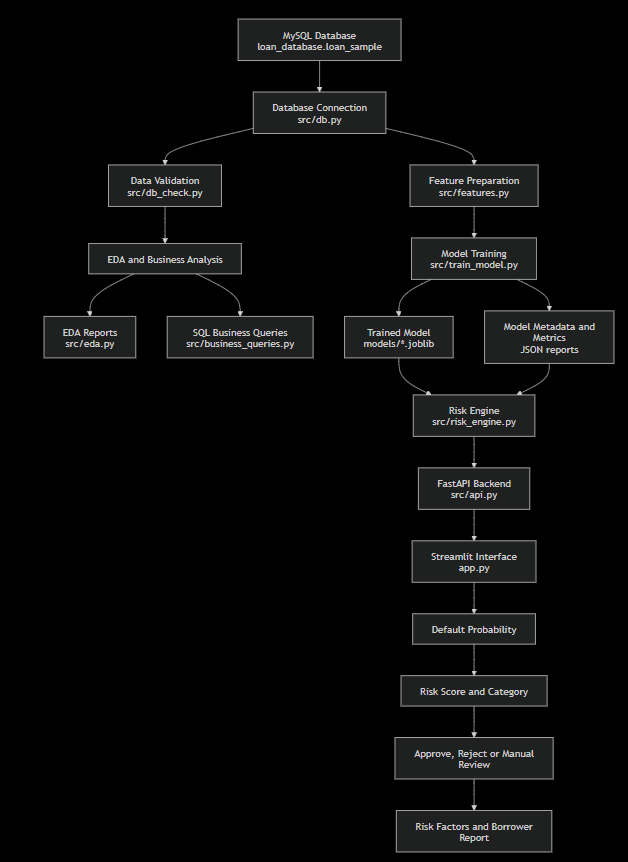 MySQL Database
loan_database.loan_sample
Database Connection
src/db.py
Data Validation
src/db_check.py
Feature Preparation
src/features.py
EDA and Business Analysis
Model Training
src/train_model.py
EDA Reports
src/eda.py
SQL Business Queries
src/business_queries.py
Trained Model
models/*.joblib
Model Metadata and
Metrics
JSON reports
Risk Engine
src/risk_engine.py
FastAPI Backend
src/api.py
Streamlit Interface
app.py
Default Probability
Risk Score and Category
Approve, Reject or Manual
Review
Risk Factors and Borrower
Report